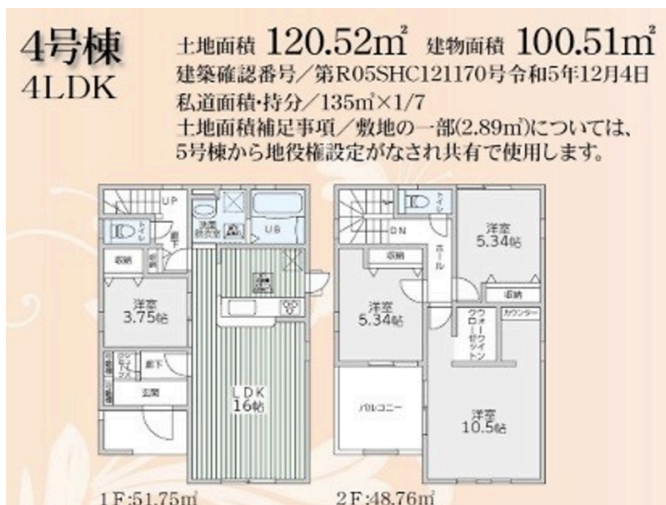 4号棟
4LDK
土地面積 120.52㎡ 建物面積 100.51㎡
建築確認番号／第R05SHC121170号令和5年12月4日
私道面積・持分／135㎡×1/7
土地面積補足事項／敷地の一部(2.89㎡)については、
5号棟から地役権設定がなされ共有で使用します。
UP
トイレ
廊下
収納
収納
洗面
脱衣室
UB
洋室
3.75帖
廊下
玄関
LDK
16帖
1F:51.75㎡
トイレ
DN
ホール
収納
洋室
5.34帖
洋室
5.34帖
収納
カウンター
ウォークイン
クローゼット
バルコニー
洋室
10.5帖
2F:48.76㎡